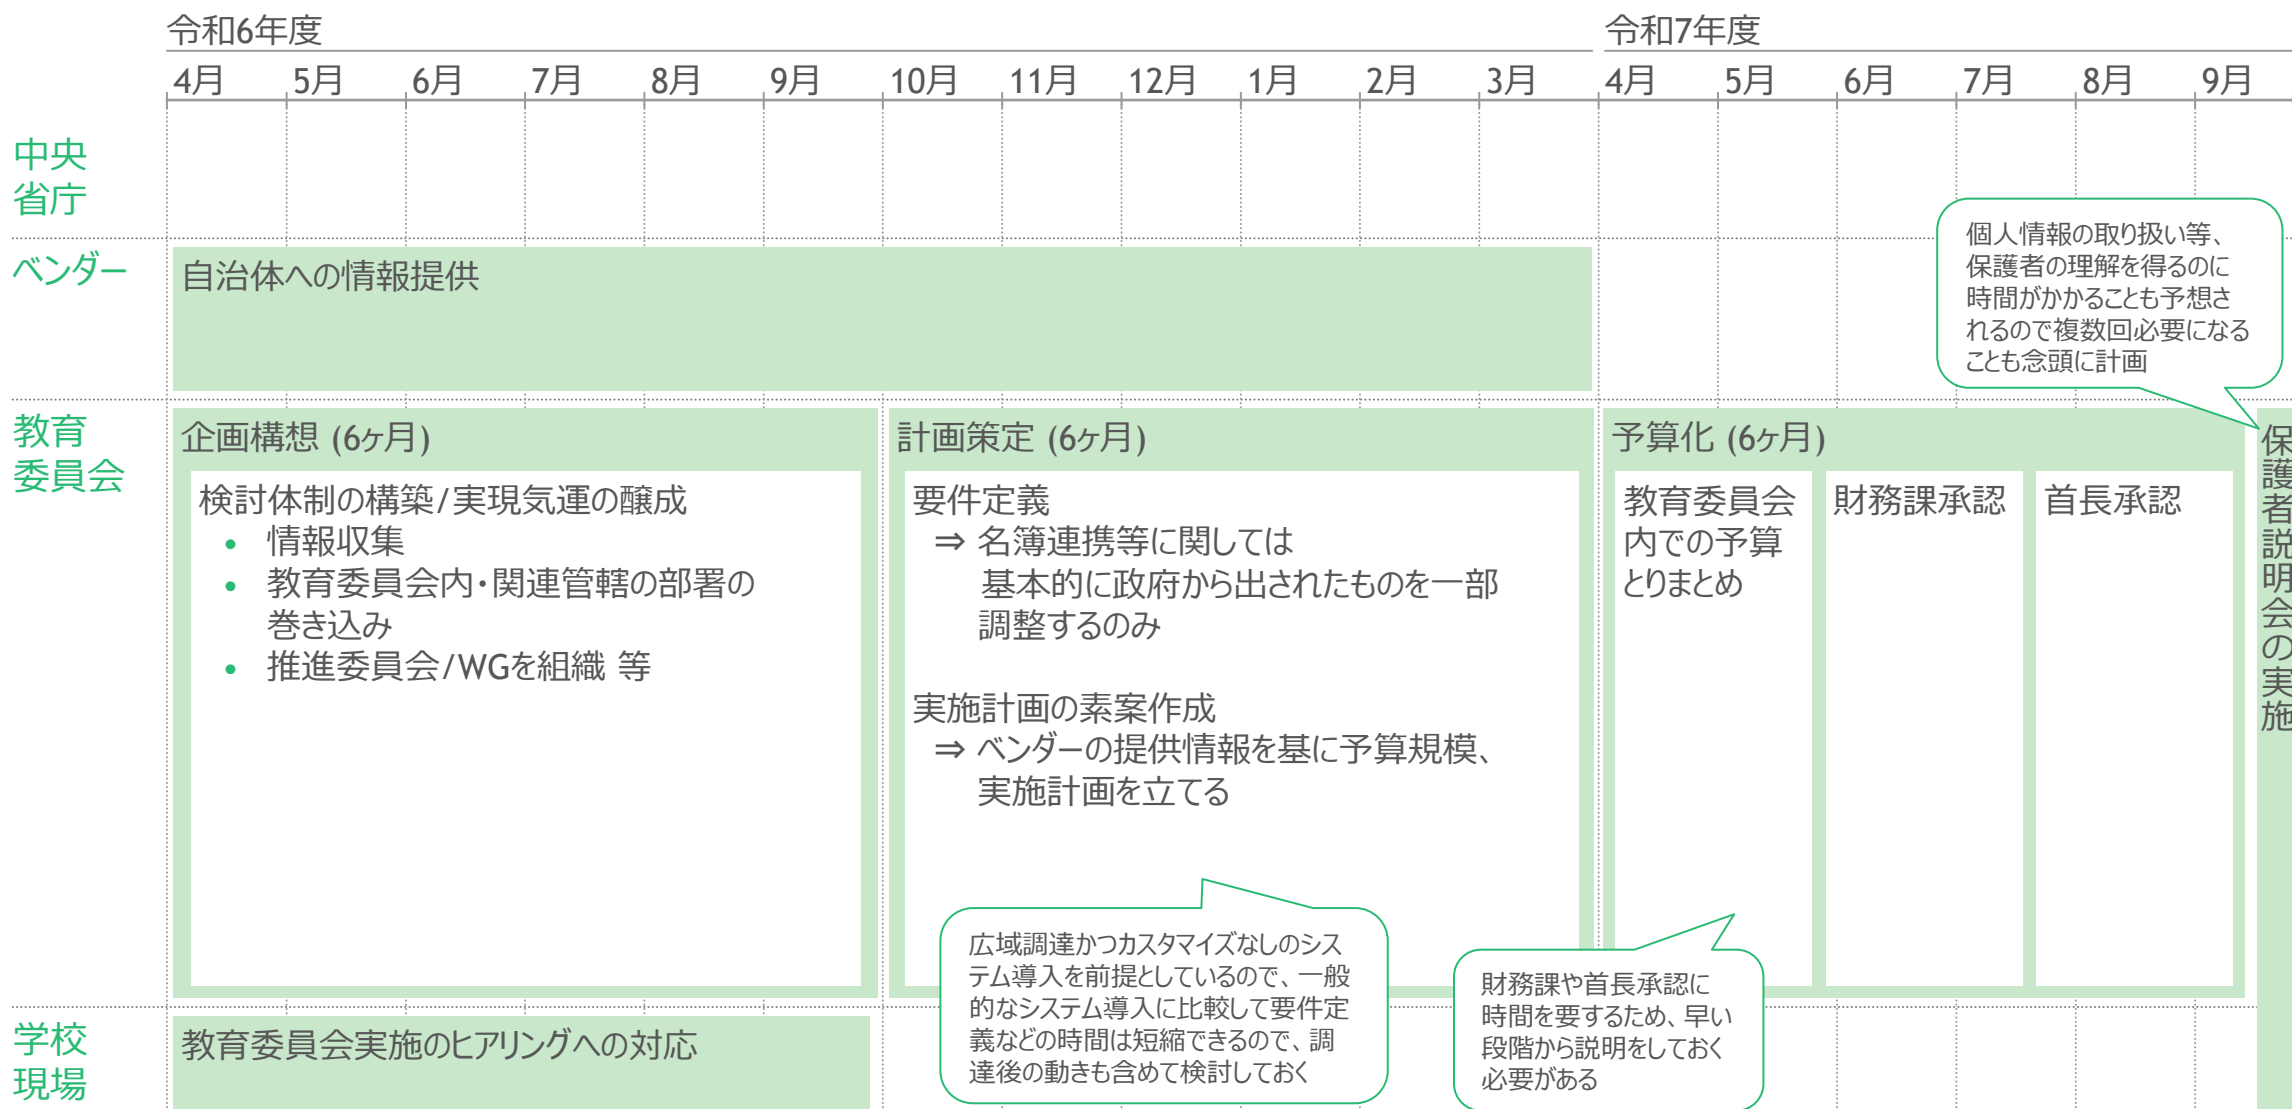 令和6年度
令和7年度
4月 5月 6月 7月 8月 9月 10月 11月 12月 1月 2月 3月 4月 5月 6月 7月 8月 9月
中央
省庁
ベンダー
自治体への情報提供
個人情報の取り扱い等、
保護者の理解を得るのに
時間がかかることも予想さ
れるので複数回必要になる
ことも念頭に計画
教育
委員会
企画構想 (6ヶ月)
検討体制の構築/実現気運の醸成
• 情報収集
• 教育委員会内・関連管轄の部署の
巻き込み
• 推進委員会/WGを組織 等
計画策定 (6ヶ月)
要件定義
⇒ 名簿連携等に関しては
基本的に政府から出されたものを一部
調整するのみ
実施計画の素案作成
⇒ ベンダーの提供情報を基に予算規模、
実施計画を立てる
広域調達かつカスタマイズなしのシス
テム導入を前提としているので、一般
的なシステム導入に比較して要件定
義などの時間は短縮できるので、調
達後の動きも含めて検討しておく
予算化 (6ヶ月)
教育委員会
内での予算
とりまとめ
財務課承認
首長承認
財務課や首長承認に
時間を要するため、早い
段階から説明をしておく
必要がある
保護者説明会の実施
学校
現場
教育委員会実施のヒアリングへの対応